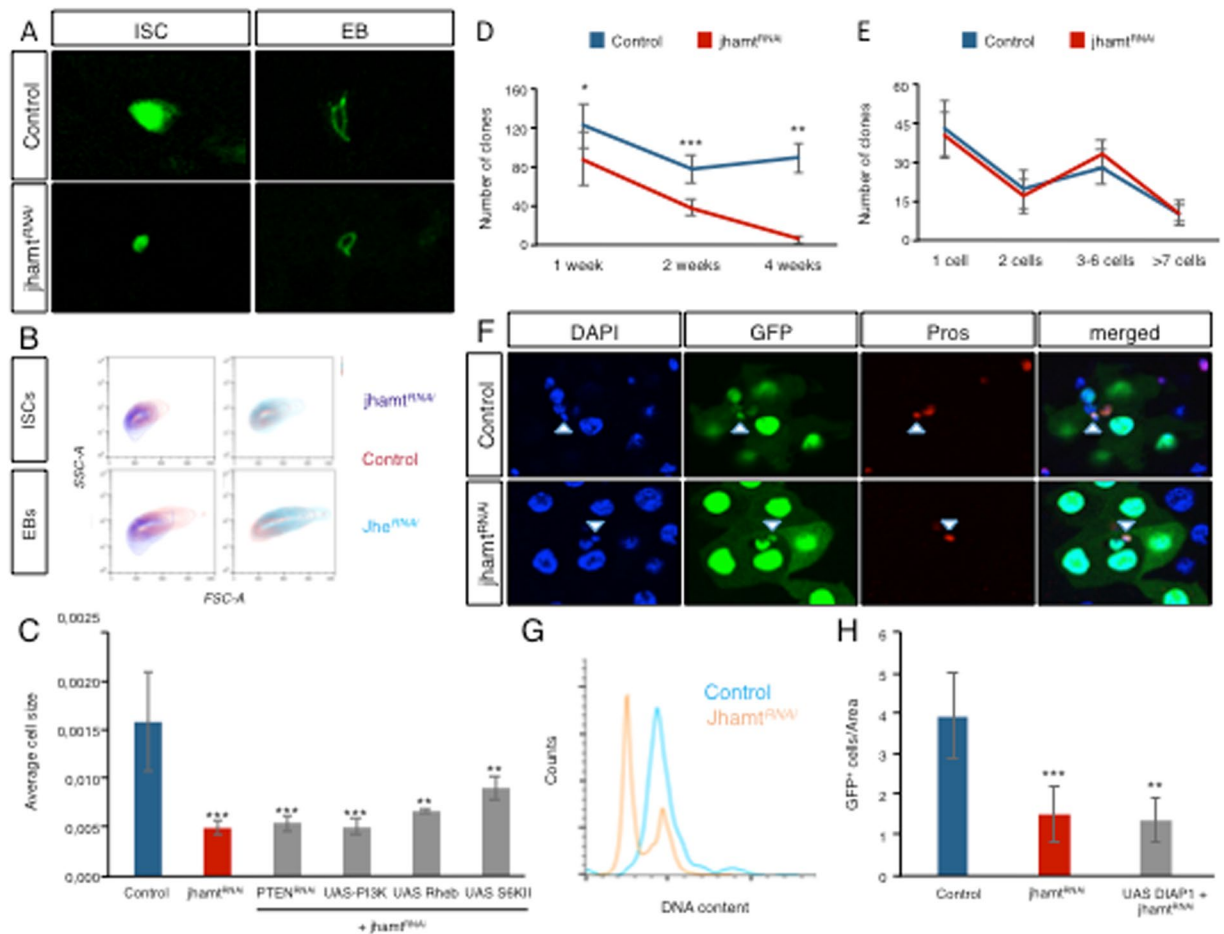 A
ISC
EB
Control
jhamtRNAi
B
ISCs
EBs
SSC-A
FSC-A
jhamtRNAi
Control
JheRNAi
C
Average cell size
0,0025
0,0020
0,0015
0,0010
0,005
0,000
***
***
***
**
**
Control
jhamtRNAi
PTENRNAi
UAS-PI3K
UAS Rheb
UAS S6KII
+ jhamtRNAi
D
Control
jhamtRNAi
Number of clones
160
120
80
40
0
*
***
**
1 week
2 weeks
4 weeks
E
Control
jhamtRNAi
Number of clones
60
45
30
15
0
1 cell
2 cells
3-6 cells
>7 cells
F
DAPI
GFP
Pros
merged
Control
jhamtRNAi
G
Counts
Control
JhamtRNAi
DNA content
H
GFP+ cells/Area
6
5
4
3
2
1
0
***
**
Control
jhamtRNAi
UAS DIAP1 +
jhamtRNAi